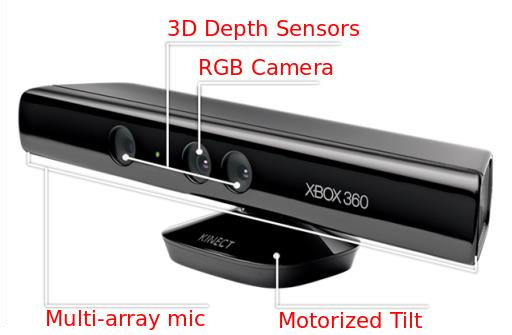 3D Depth Sensors
RGB Camera
XBOX 360
KINECT
Multi-array mic
Motorized Tilt